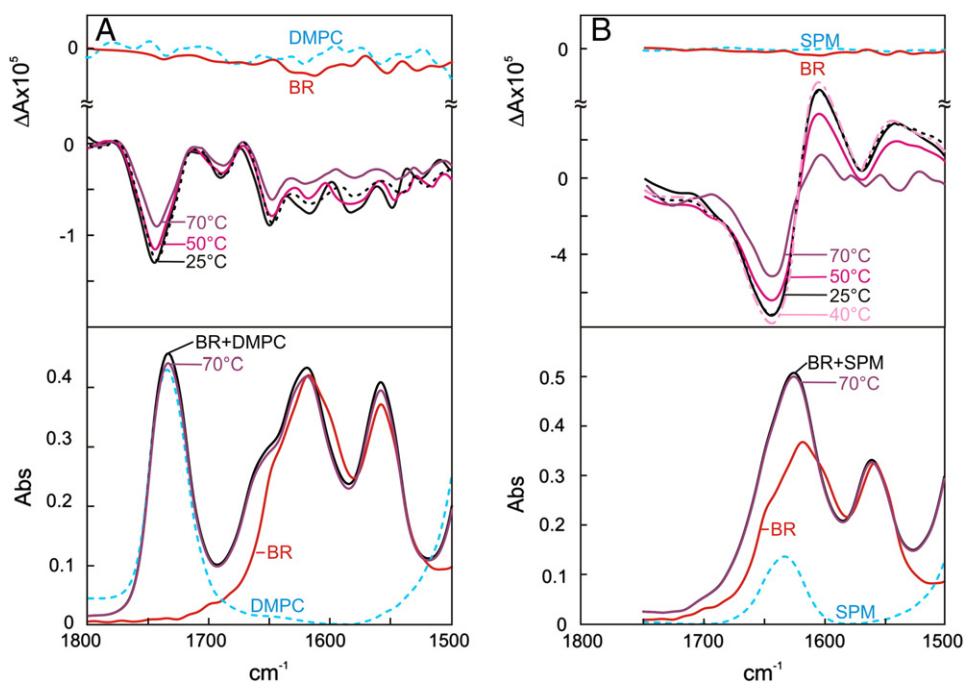 A
B
0
DMPC
BR
0
SPM
BR
ΔAx10⁵
ΔAx10⁵
0
-1
70°C
50°C
25°C
0
-4
70°C
50°C
25°C
40°C
BR+DMPC
70°C
0.4
0.3
0.2
0.1
0
Abs
BR
DMPC
BR+SPM
70°C
0.5
0.4
0.3
0.2
0.1
0
Abs
BR
SPM
1800 1700 1600 1500
cm⁻¹
1800 1700 1600 1500
cm⁻¹